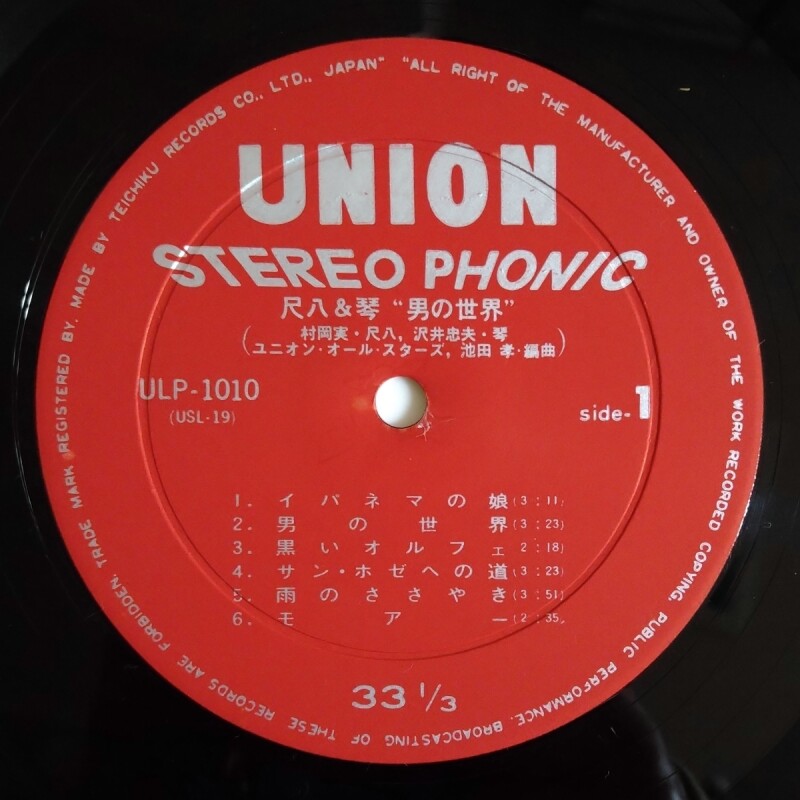 TRADE MARK REGISTERED BY. MADE BY TEICHIKU RECORDS CO., LTD., JAPAN" "ALL RIGHT OF THE MANUFACTURER AND OWNER OF THE WORK RECORDED COPYING. PUBLIC PERFORMANCE. BROADCASTING OF THESE RECORDS ARE FORBIDDEN.
UNION
STEREO PHONIC
尺八&琴 “男の世界”
(村岡実・尺八, 沢井忠夫・琴
ユニオン・オール・スターズ, 池田 孝・編曲)
ULP-1010
(USL-19)
side-1
1. イパネマの娘 (3:11)
2. 男の世界 (3:23)
3. 黒いオルフェ 2:18)
4. サン・ホゼへの道 (3:23)
5. 雨のささやき (3:51)
6. モアー (2:35)
33 1/3